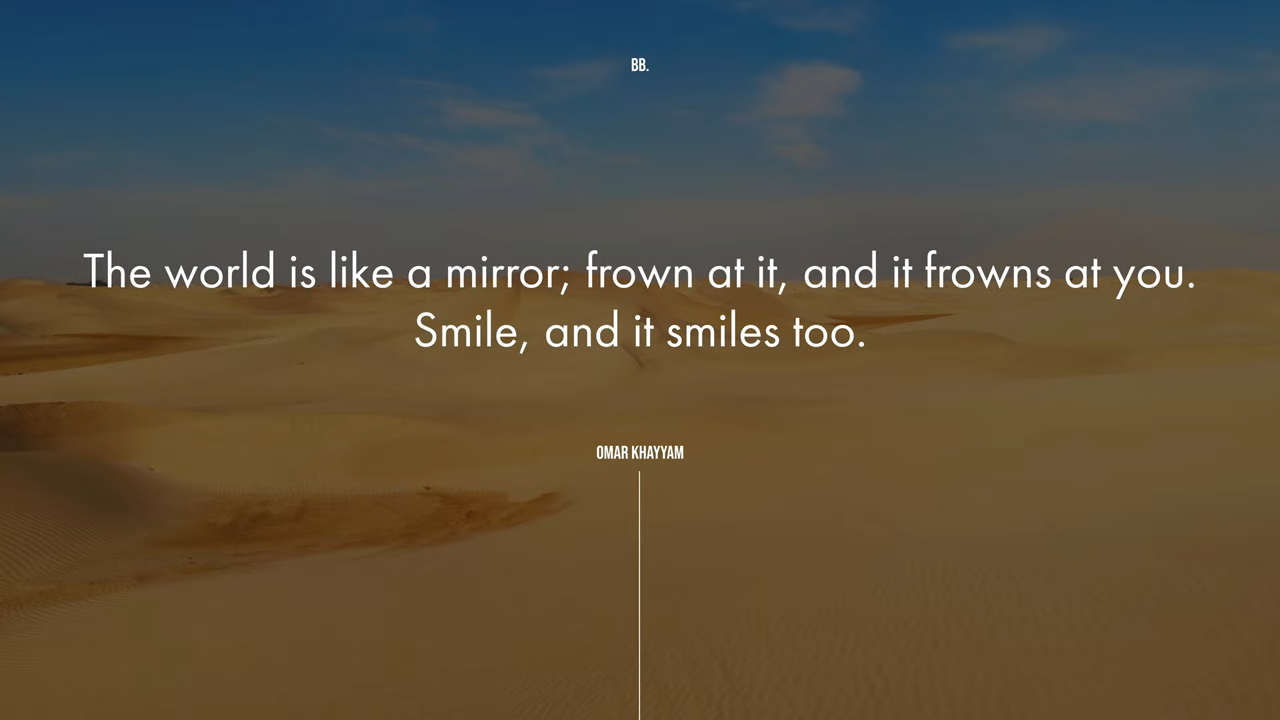 BB.
The world is like a mirror; frown at it, and it frowns at you.
Smile, and it smiles too.
OMAR KHAYYAM